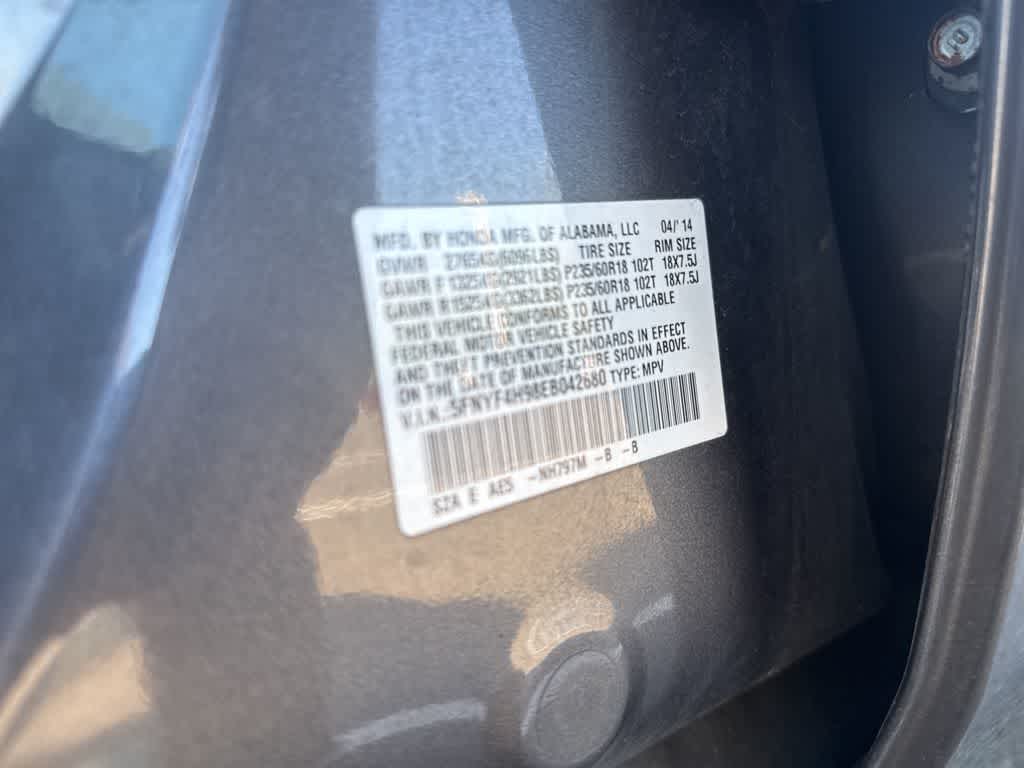 MFD. BY HONDA MFG. OF ALABAMA, LLC 04/'14
GVWR 2765KG(6096LBS) TIRE SIZE RIM SIZE
GAWR F 1325KG(2921LBS) P235/60R18 102T 18X7.5J
GAWR R 1525KG(3362LBS) P235/60R18 102T 18X7.5J
THIS VEHICLE CONFORMS TO ALL APPLICABLE
FEDERAL MOTOR VEHICLE SAFETY
AND THEFT PREVENTION STANDARDS IN EFFECT
ON THE DATE OF MANUFACTURE SHOWN ABOVE.
V.I.N.:5FNYF4H98EB042680 TYPE: MPV
SZA E AES -NH797M -B -B